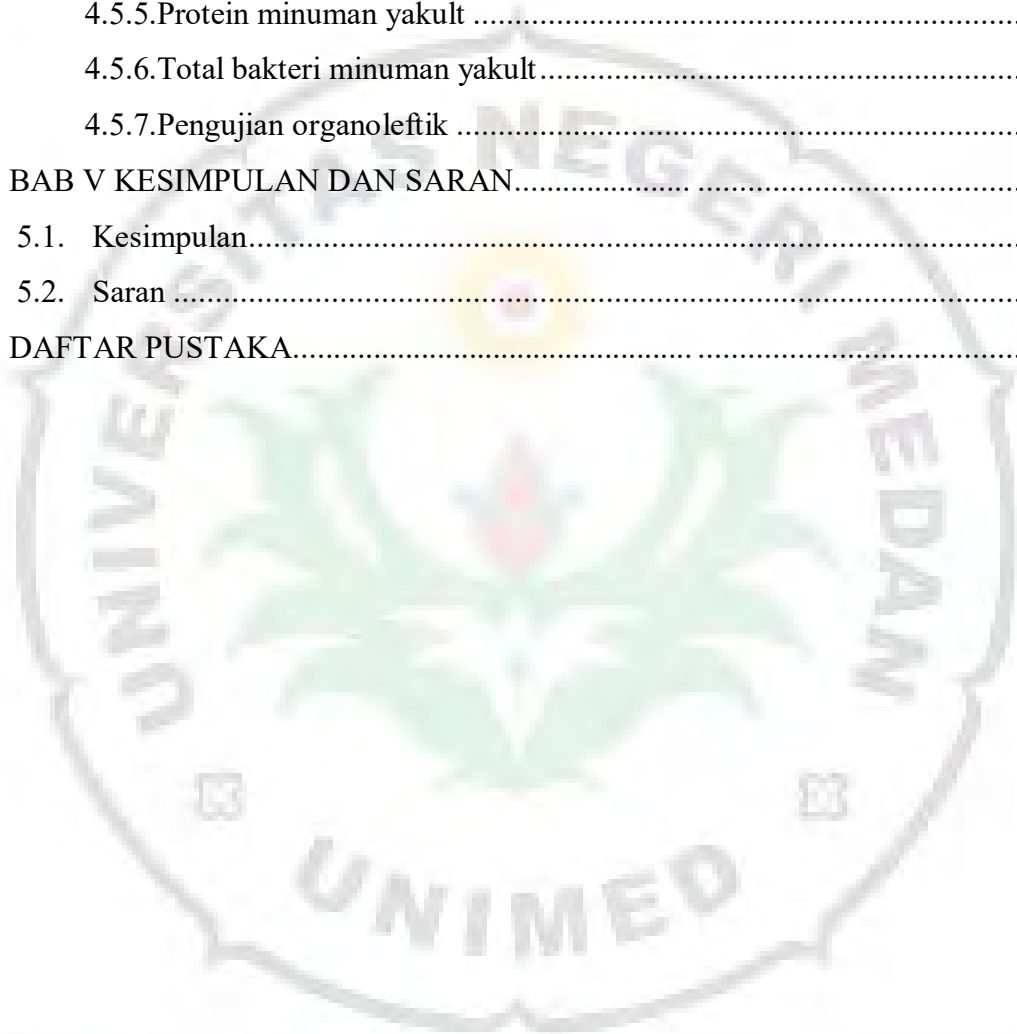 4.5.5.Protein minuman yakult ......................................................................
4.5.6.Total bakteri minuman yakult..............................................................
4.5.7.Pengujian organoleftik ........................................................................
BAB V KESIMPULAN DAN SARAN...................... ........................................
5.1. Kesimpulan..................................................................................................
5.2. Saran ...........................................................................................................
DAFTAR PUSTAKA.................................................. ........................................
UNIVERSITAS NEGERI MEDAN
UNIMED